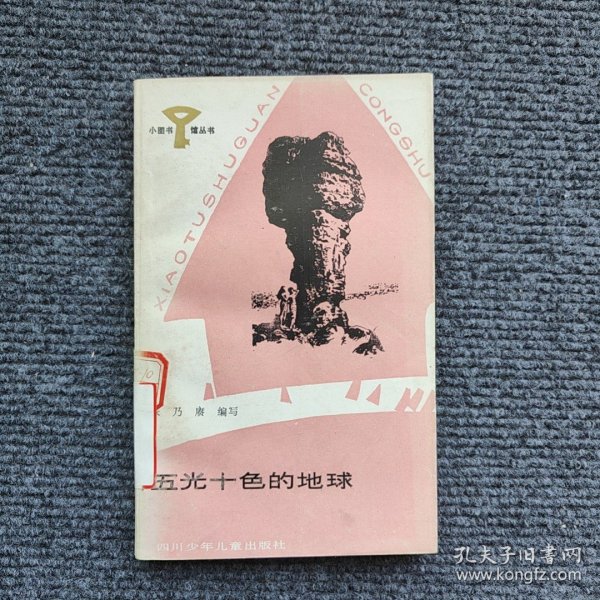 小图书馆丛书
XIAOTUSHUGUAN
CONGSHU
乃赓 编写
五光十色的地球
四川少年儿童出版社
10
孔夫子旧书网
www.kongfz.com